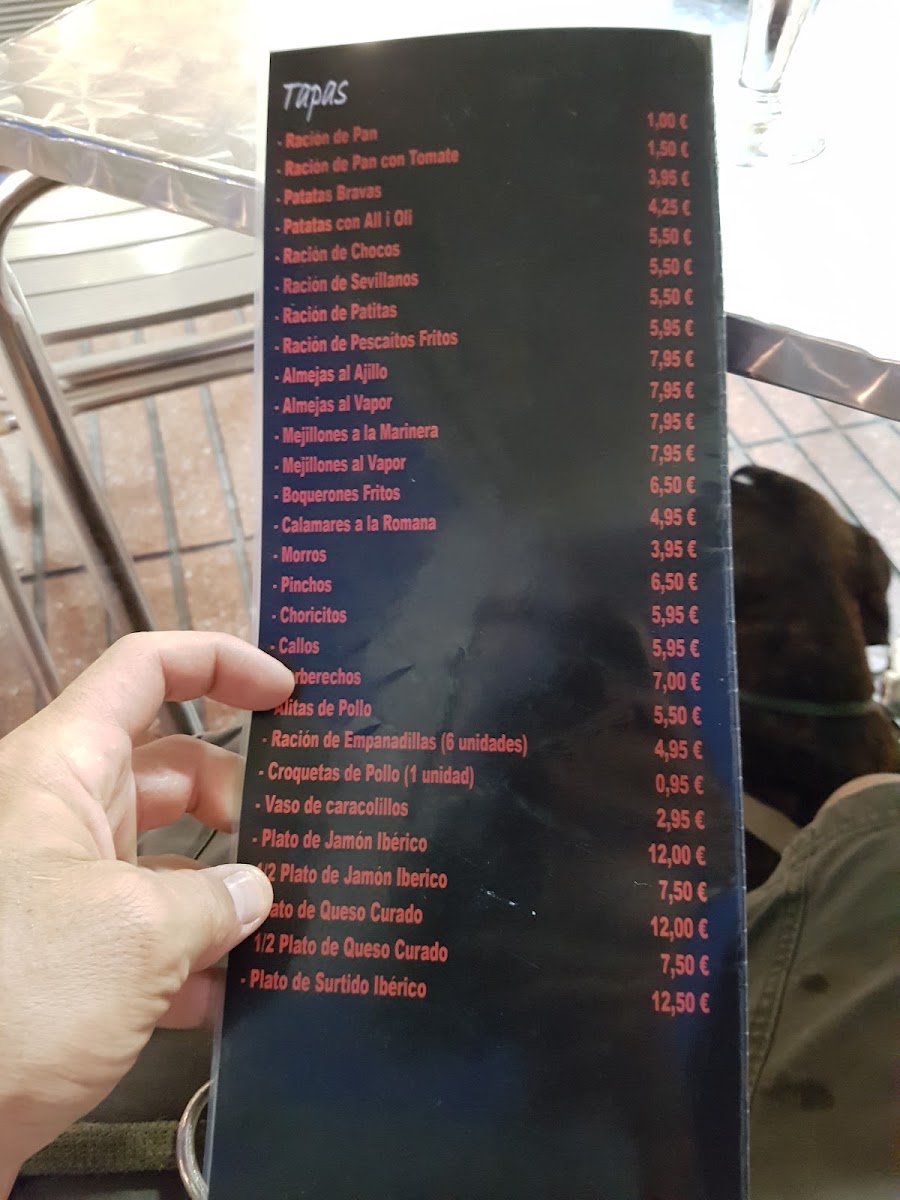 Tapas
- Ración de Pan 1,00 €
- Ración de Pan con Tomate 1,50 €
- Patatas Bravas 3,95 €
- Patatas con All i Oli 4,25 €
- Ración de Chocos 5,50 €
- Ración de Sevillanos 5,50 €
- Ración de Patitas 5,50 €
- Ración de Pescaitos Fritos 5,95 €
- Almejas al Ajillo 7,95 €
- Almejas al Vapor 7,95 €
- Mejillones a la Marinera 7,95 €
- Mejillones al Vapor 7,95 €
- Boquerones Fritos 6,50 €
- Calamares a la Romana 4,95 €
- Morros 3,95 €
- Pinchos 6,50 €
- Choricitos 5,95 €
- Callos 5,95 €
rberechos 7,00 €
Alitas de Pollo 5,50 €
- Ración de Empanadillas (6 unidades) 4,95 €
- Croquetas de Pollo (1 unidad) 0,95 €
- Vaso de caracolillos 2,95 €
- Plato de Jamón Ibérico 12,00 €
1/2 Plato de Jamón Iberico 7,50 €
ato de Queso Curado 12,00 €
1/2 Plato de Queso Curado 7,50 €
- Plato de Surtido Ibérico 12,50 €